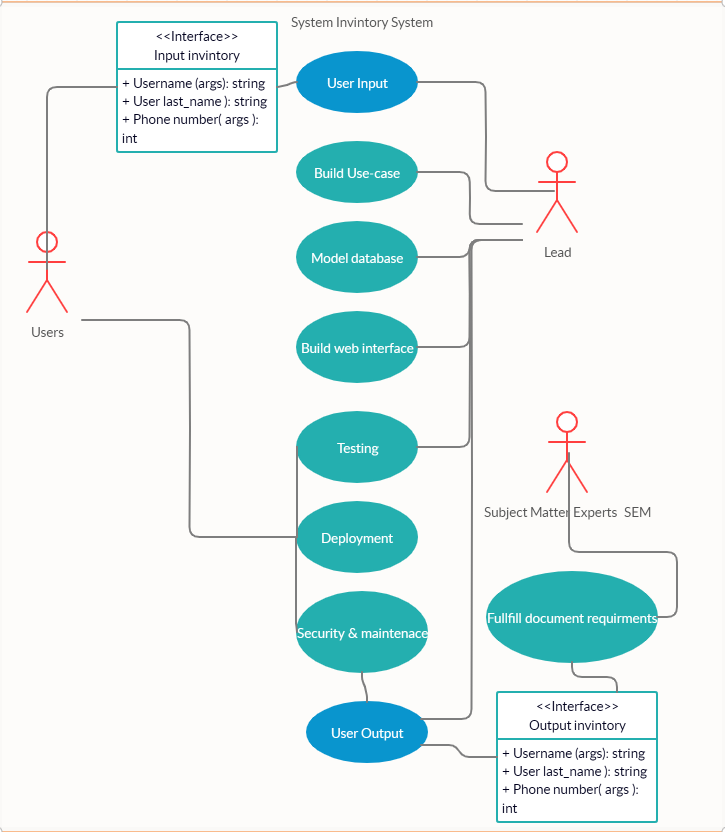 System Invintory System
<<Interface>>
Input invintory
+ Username (args): string
+ User last_name ): string
+ Phone number( args ):
int
User Input
Build Use-case
Lead
Model database
Users
Build web interface
Testing
Subject Matter Experts  SEM
Deployment
Fullfill document requirments
Security & maintenace
<<Interface>>
Output invintory
+ Username (args): string
+ User last_name ): string
+ Phone number( args ):
int
User Output